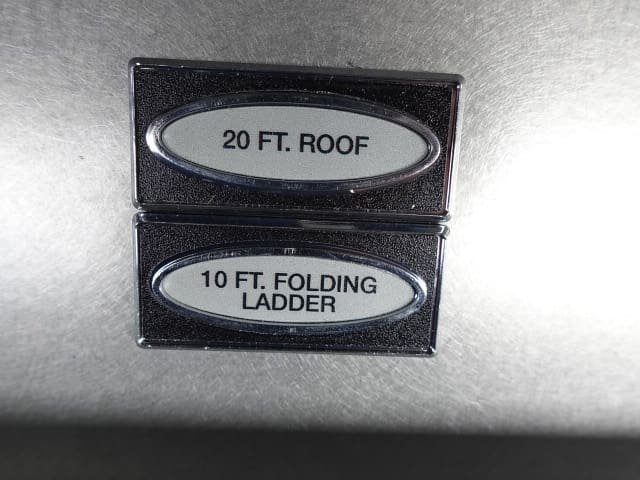 20 FT. ROOF
10 FT. FOLDING
LADDER